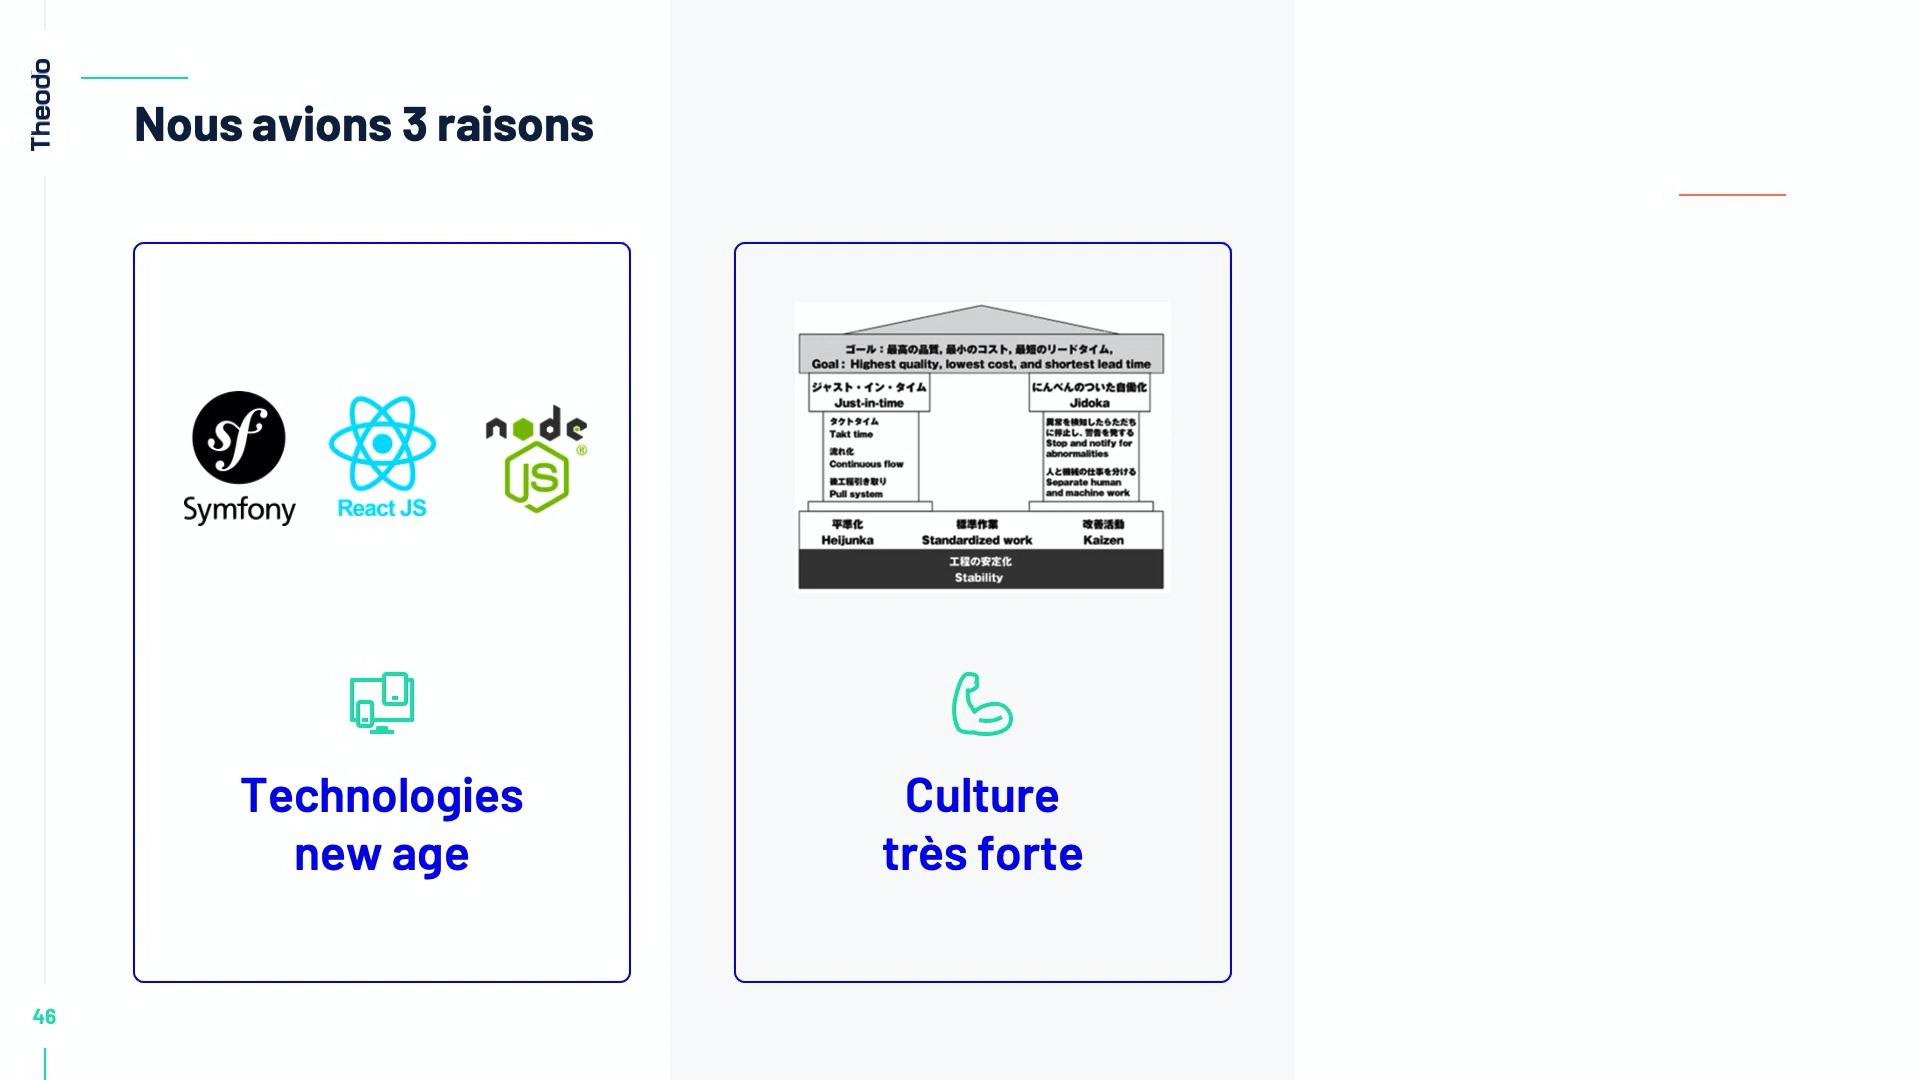 Theodo
Nous avions 3 raisons
sf
Symfony
React JS
node
JS
®
Technologies
new age
ゴール : 最高の品質, 最小のコスト, 最短のリードタイム,
Goal : Highest quality, lowest cost, and shortest lead time
ジャスト・イン・タイム
Just-in-time
タクトタイム
Takt time
流れ化
Continuous flow
後工程引き取り
Pull system
にんべんのついた自働化
Jidoka
異常を検知したらただち
に停止し、警告を発する
Stop and notify for
abnormalities
人と機械の仕事を分ける
Separate human
and machine work
平準化
Heijunka
標準作業
Standardized work
改善活動
Kaizen
工程の安定化
Stability
Culture
très forte
46